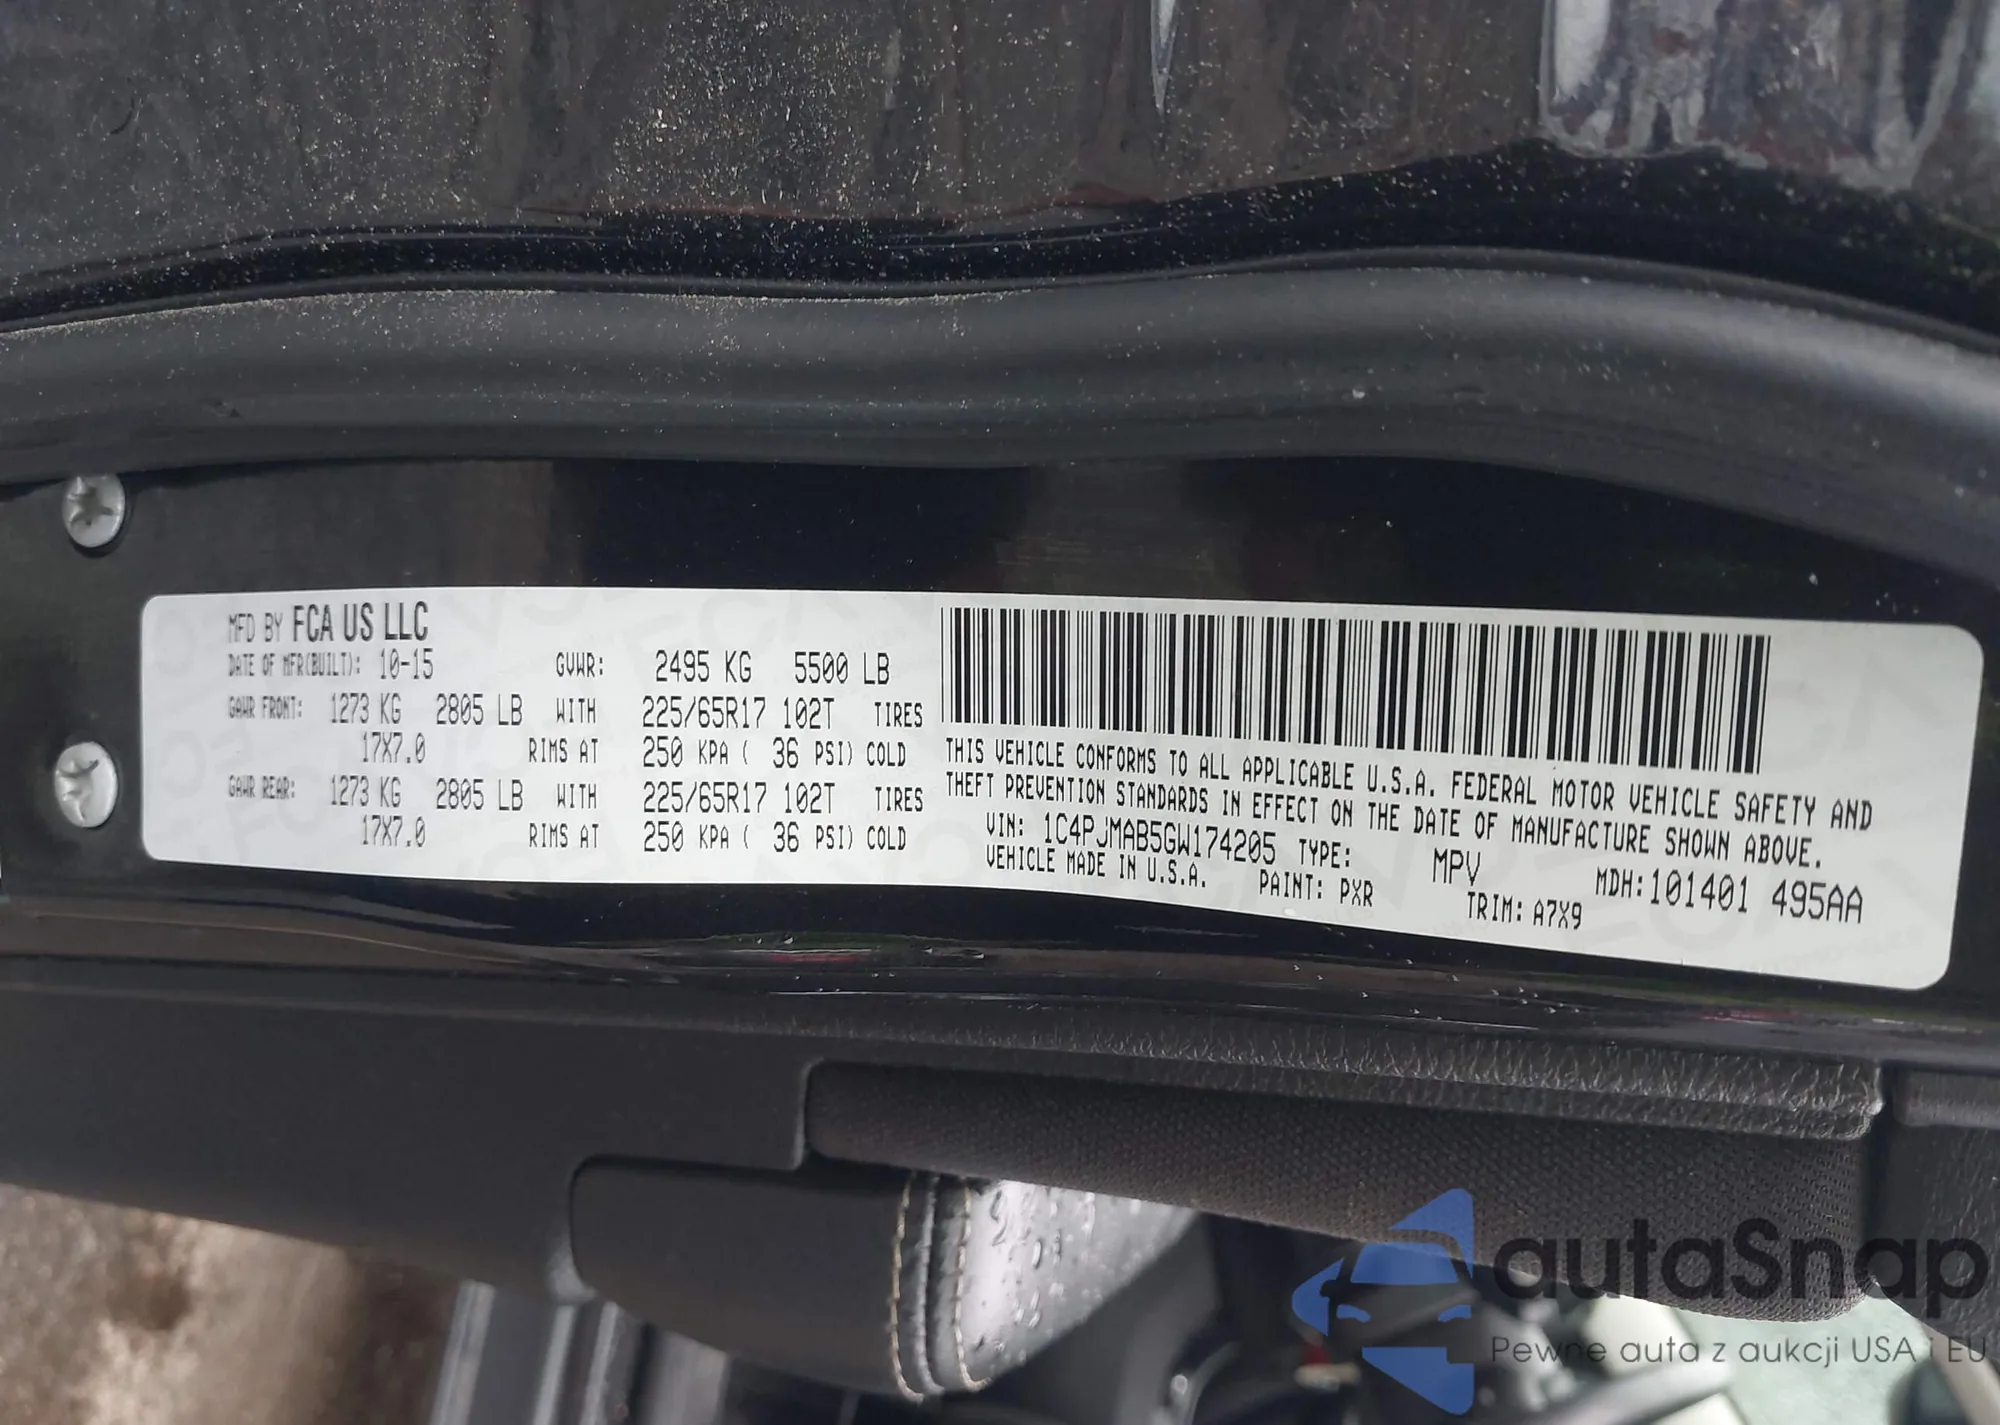 MFD BY FCA US LLC
DATE OF MFR(BUILT): 10-15 GVWR: 2495 KG 5500 LB
GAWR FRONT: 1273 KG 2805 LB WITH 225/65R17 102T TIRES
17X7.0 RIMS AT 250 KPA ( 36 PSI) COLD
GAWR REAR: 1273 KG 2805 LB WITH 225/65R17 102T TIRES
17X7.0 RIMS AT 250 KPA ( 36 PSI) COLD
THIS VEHICLE CONFORMS TO ALL APPLICABLE U.S.A. FEDERAL MOTOR VEHICLE SAFETY AND
THEFT PREVENTION STANDARDS IN EFFECT ON THE DATE OF MANUFACTURE SHOWN ABOVE.
VIN: 1C4PJMAB5GW174205 TYPE: MPV MDH:101401 495AA
VEHICLE MADE IN U.S.A. PAINT: PXR TRIM: A7X9
autaSnap
Pewne auta z aukcji USA i EU